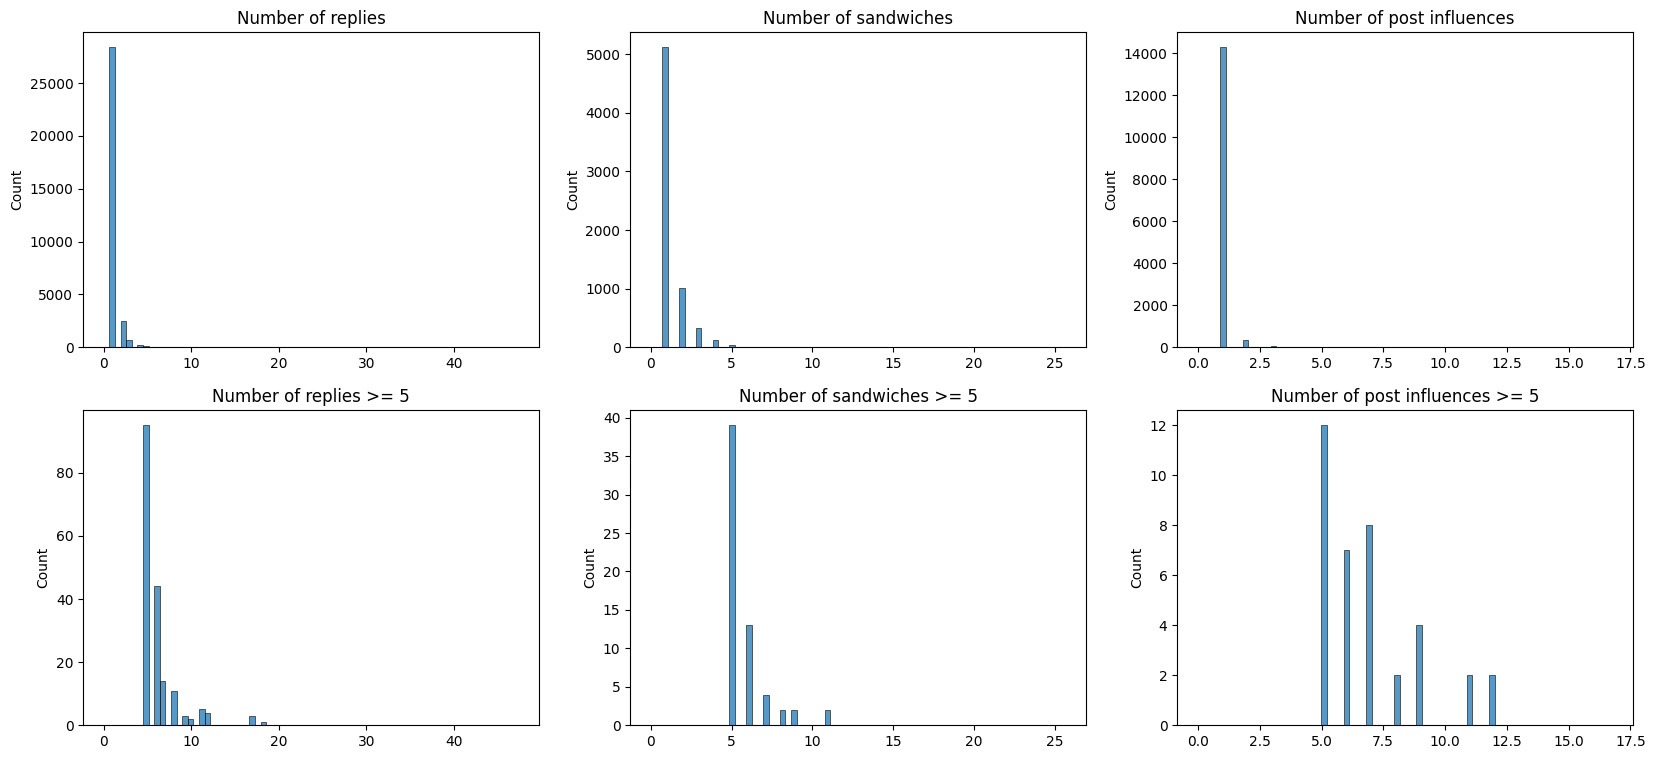 Number of replies
Count
25000
20000
15000
10000
5000
0
0 10 20 30 40
Number of sandwiches
Count
5000
4000
3000
2000
1000
0
0 5 10 15 20 25
Number of post influences
Count
14000
12000
10000
8000
6000
4000
2000
0
0.0 2.5 5.0 7.5 10.0 12.5 15.0 17.5
Number of replies >= 5
Count
80
60
40
20
0
0 10 20 30 40
Number of sandwiches >= 5
Count
40
35
30
25
20
15
10
5
0
0 5 10 15 20 25
Number of post influences >= 5
Count
12
10
8
6
4
2
0
0.0 2.5 5.0 7.5 10.0 12.5 15.0 17.5